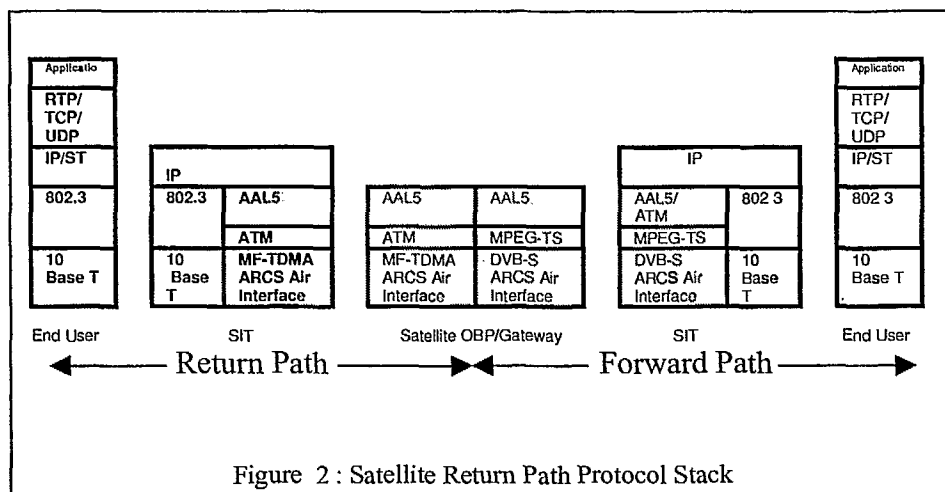 Applicatio
RTP/
TCP/
UDP
IP/ST
802.3
10
Base T
End User
IP
802.3
10
Base
T
AAL5
ATM
MF-TDMA
ARCS Air
Interface
SIT
AAL5
ATM
MF-TDMA
ARCS Air
Interface
AAL5
MPEG-TS
DVB-S
ARCS Air
Interface
Satellite OBP/Gateway
IP
AAL5/
ATM
MPEG-TS
DVB-S
ARCS Air
Interface
802 3
10
Base
T
SIT
Application
RTP/
TCP/
UDP
IP/ST
802 3
10
Base T
End User
Return Path
Forward Path
Figure 2 : Satellite Return Path Protocol Stack